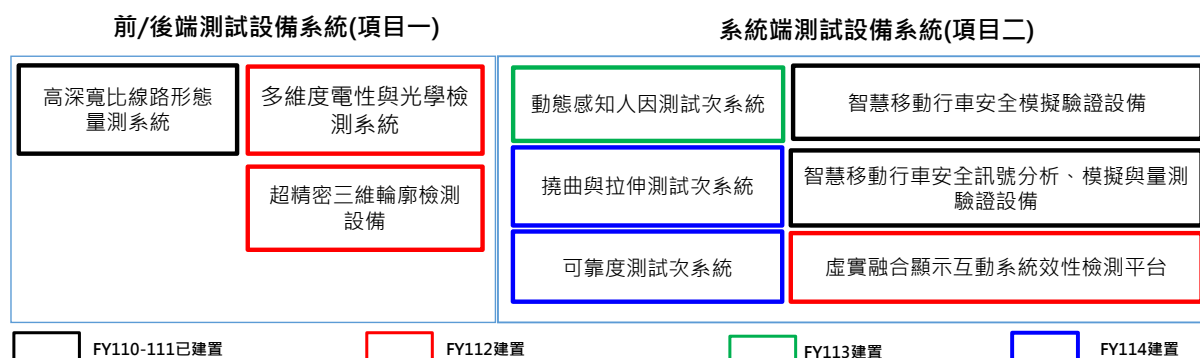 前/後端測試設備系統(項目一)
系統端測試設備系統(項目二)
高深寬比線路形態
量測系統
多維度電性與光學檢
測系統
超精密三維輪廓檢測
設備
動態感知人因測試次系統
智慧移動行車安全模擬驗證設備
撓曲與拉伸測試次系統
智慧移動行車安全訊號分析、模擬與量測
驗證設備
可靠度測試次系統
虛實融合顯示互動系統效性檢測平台
FY110-111已建置
FY112建置
FY113建置
FY114建置